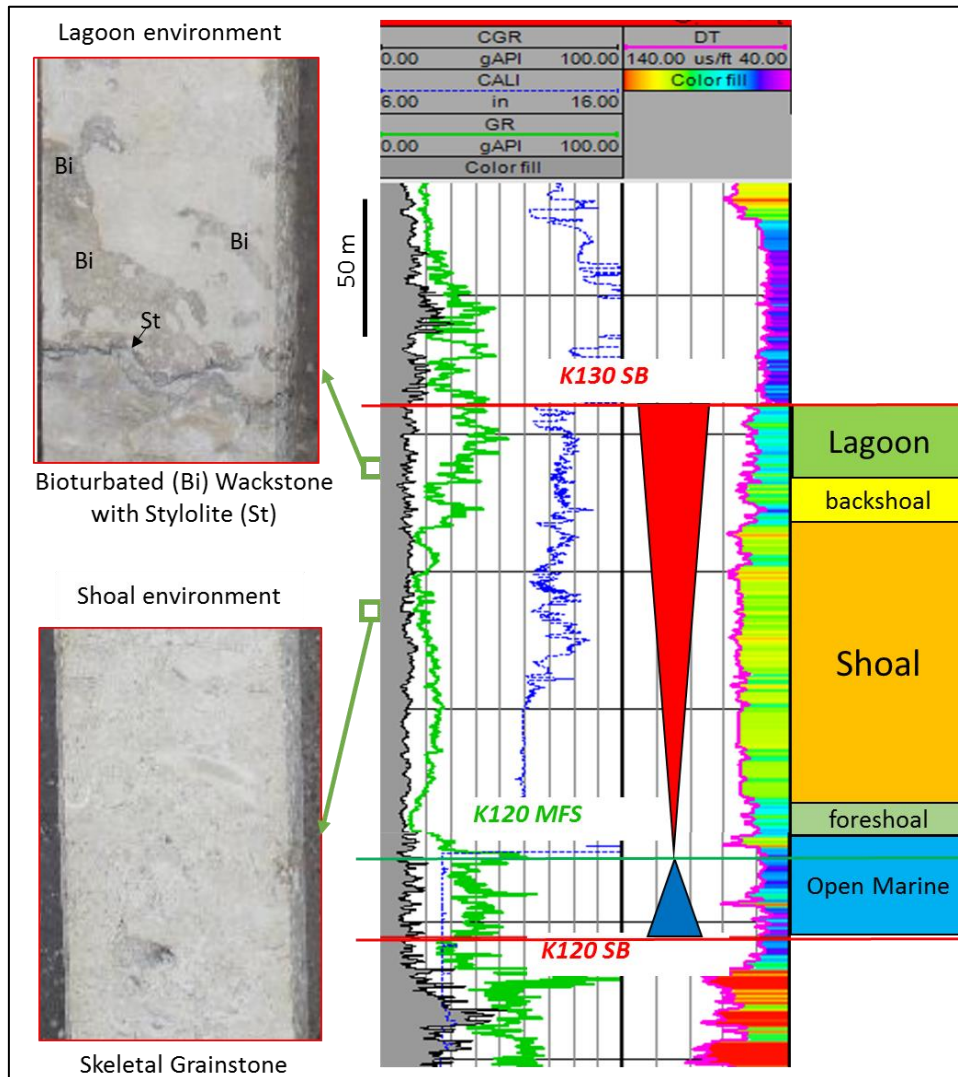 Lagoon environment
Bi
Bi
Bi
St
Bioturbated (Bi) Wackstone
with Stylolite (St)
Shoal environment
Skeletal Grainstone
CGR
0.00 gAPI 100.00
CALI
6.00 in 16.00
GR
0.00 gAPI 100.00
Color fill
DT
140.00 us/ft 40.00
Color fill
50 m
K130 SB
K120 MFS
K120 SB
Lagoon
backshoal
Shoal
foreshoal
Open Marine